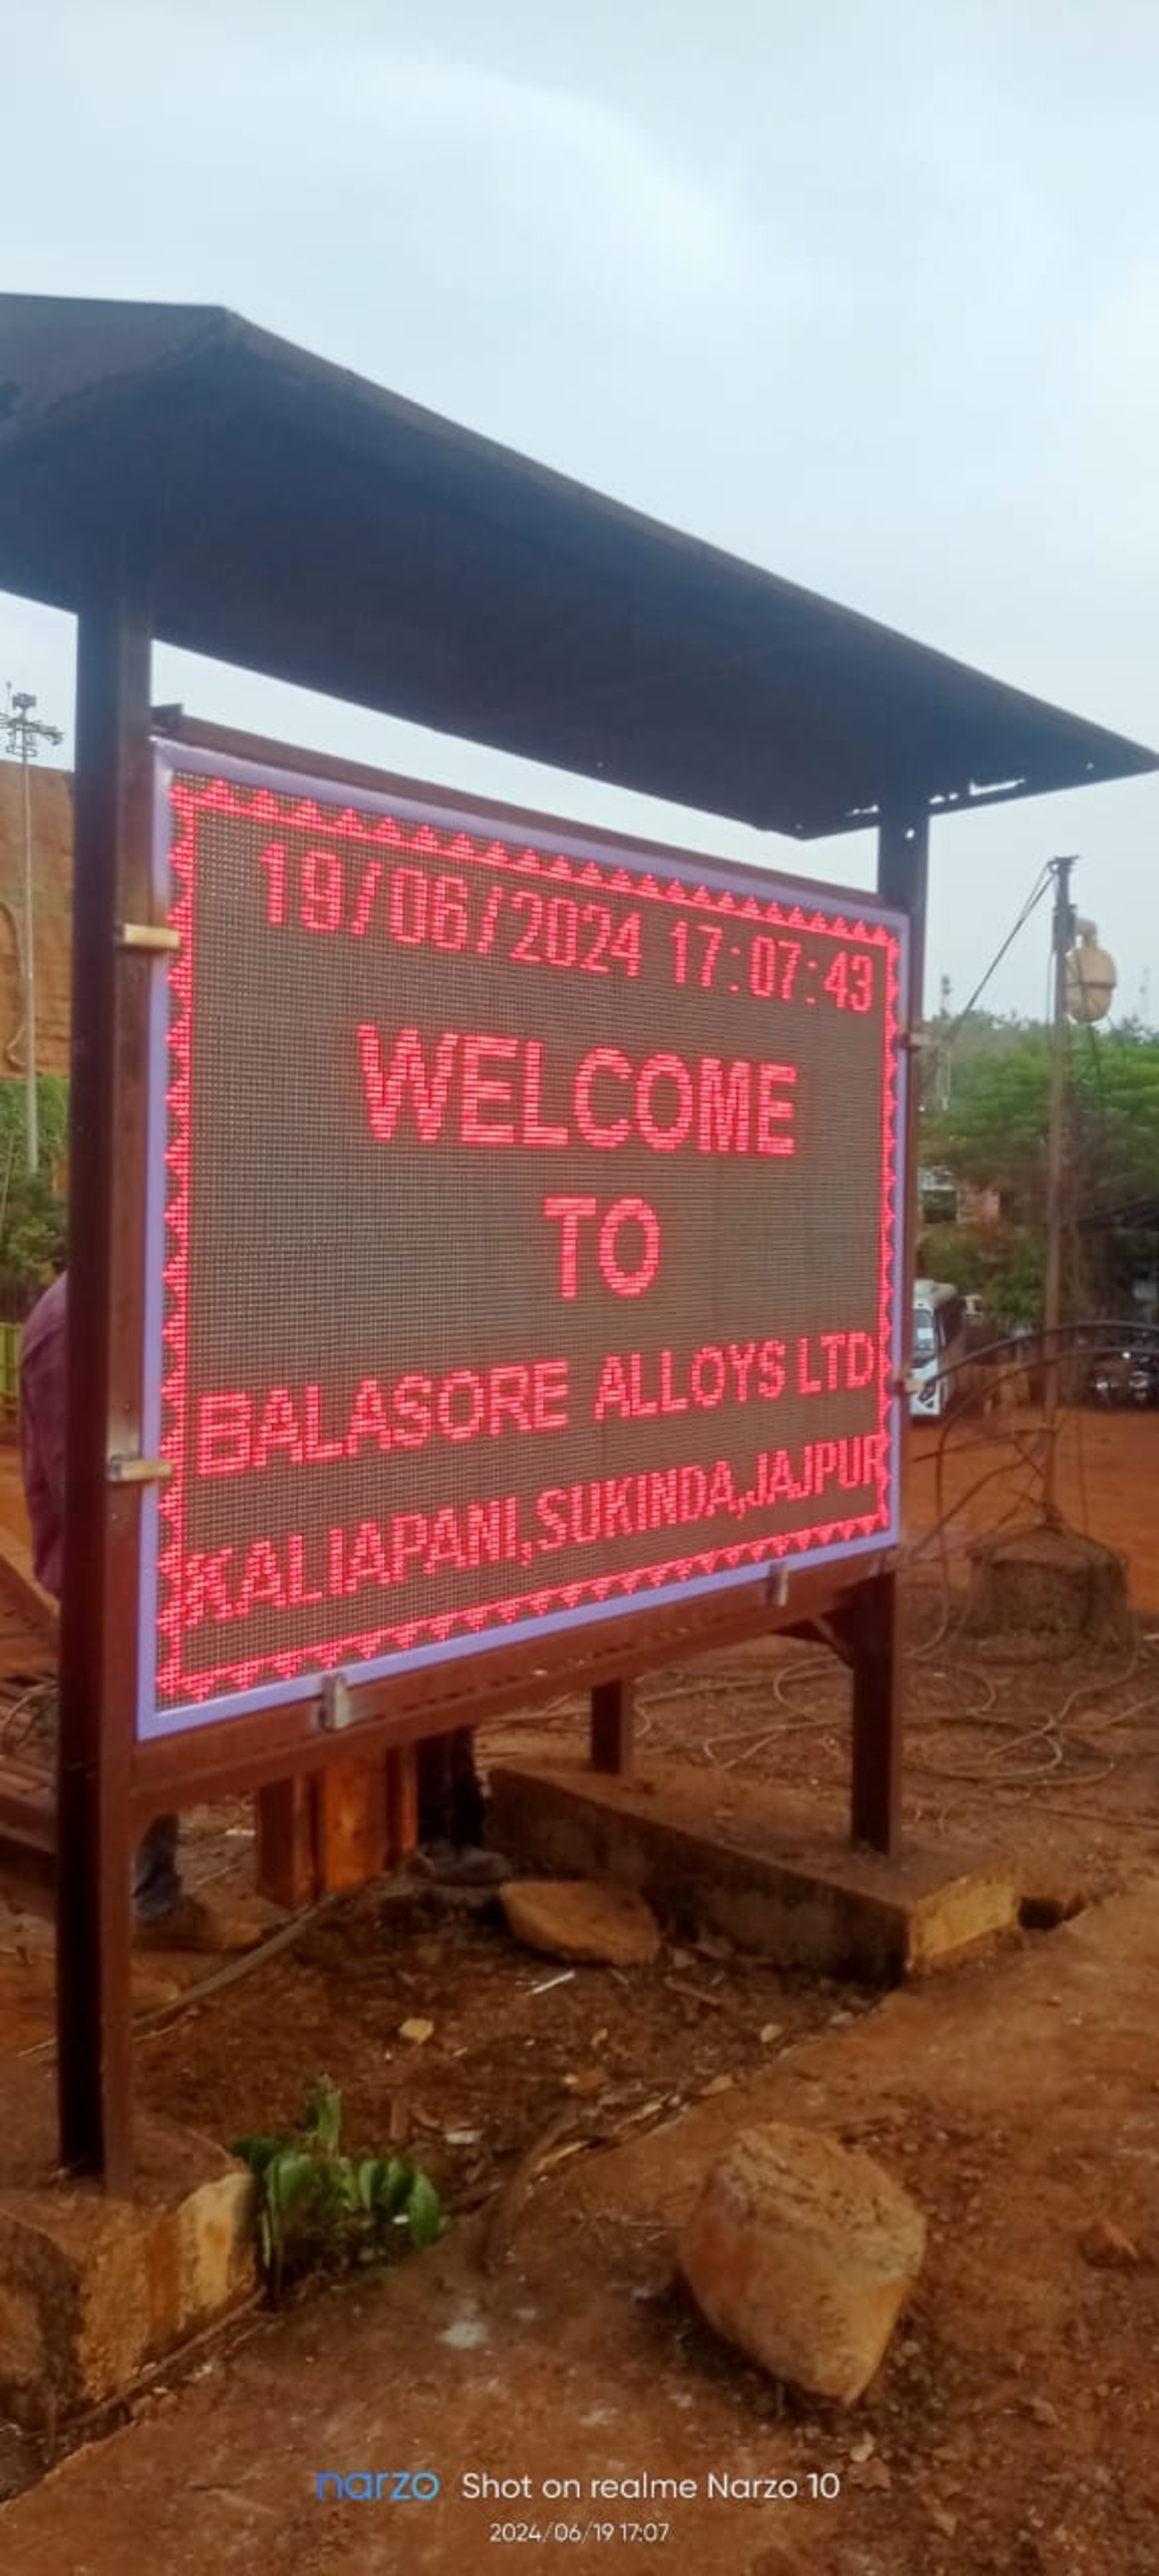 19/06/2024 17:07:43
WELCOME
TO
BALASORE ALLOYS LTD
KALIAPANI,SUKINDA,JAJPUR
narzo Shot on realme Narzo 10
2024/06/19 17:07